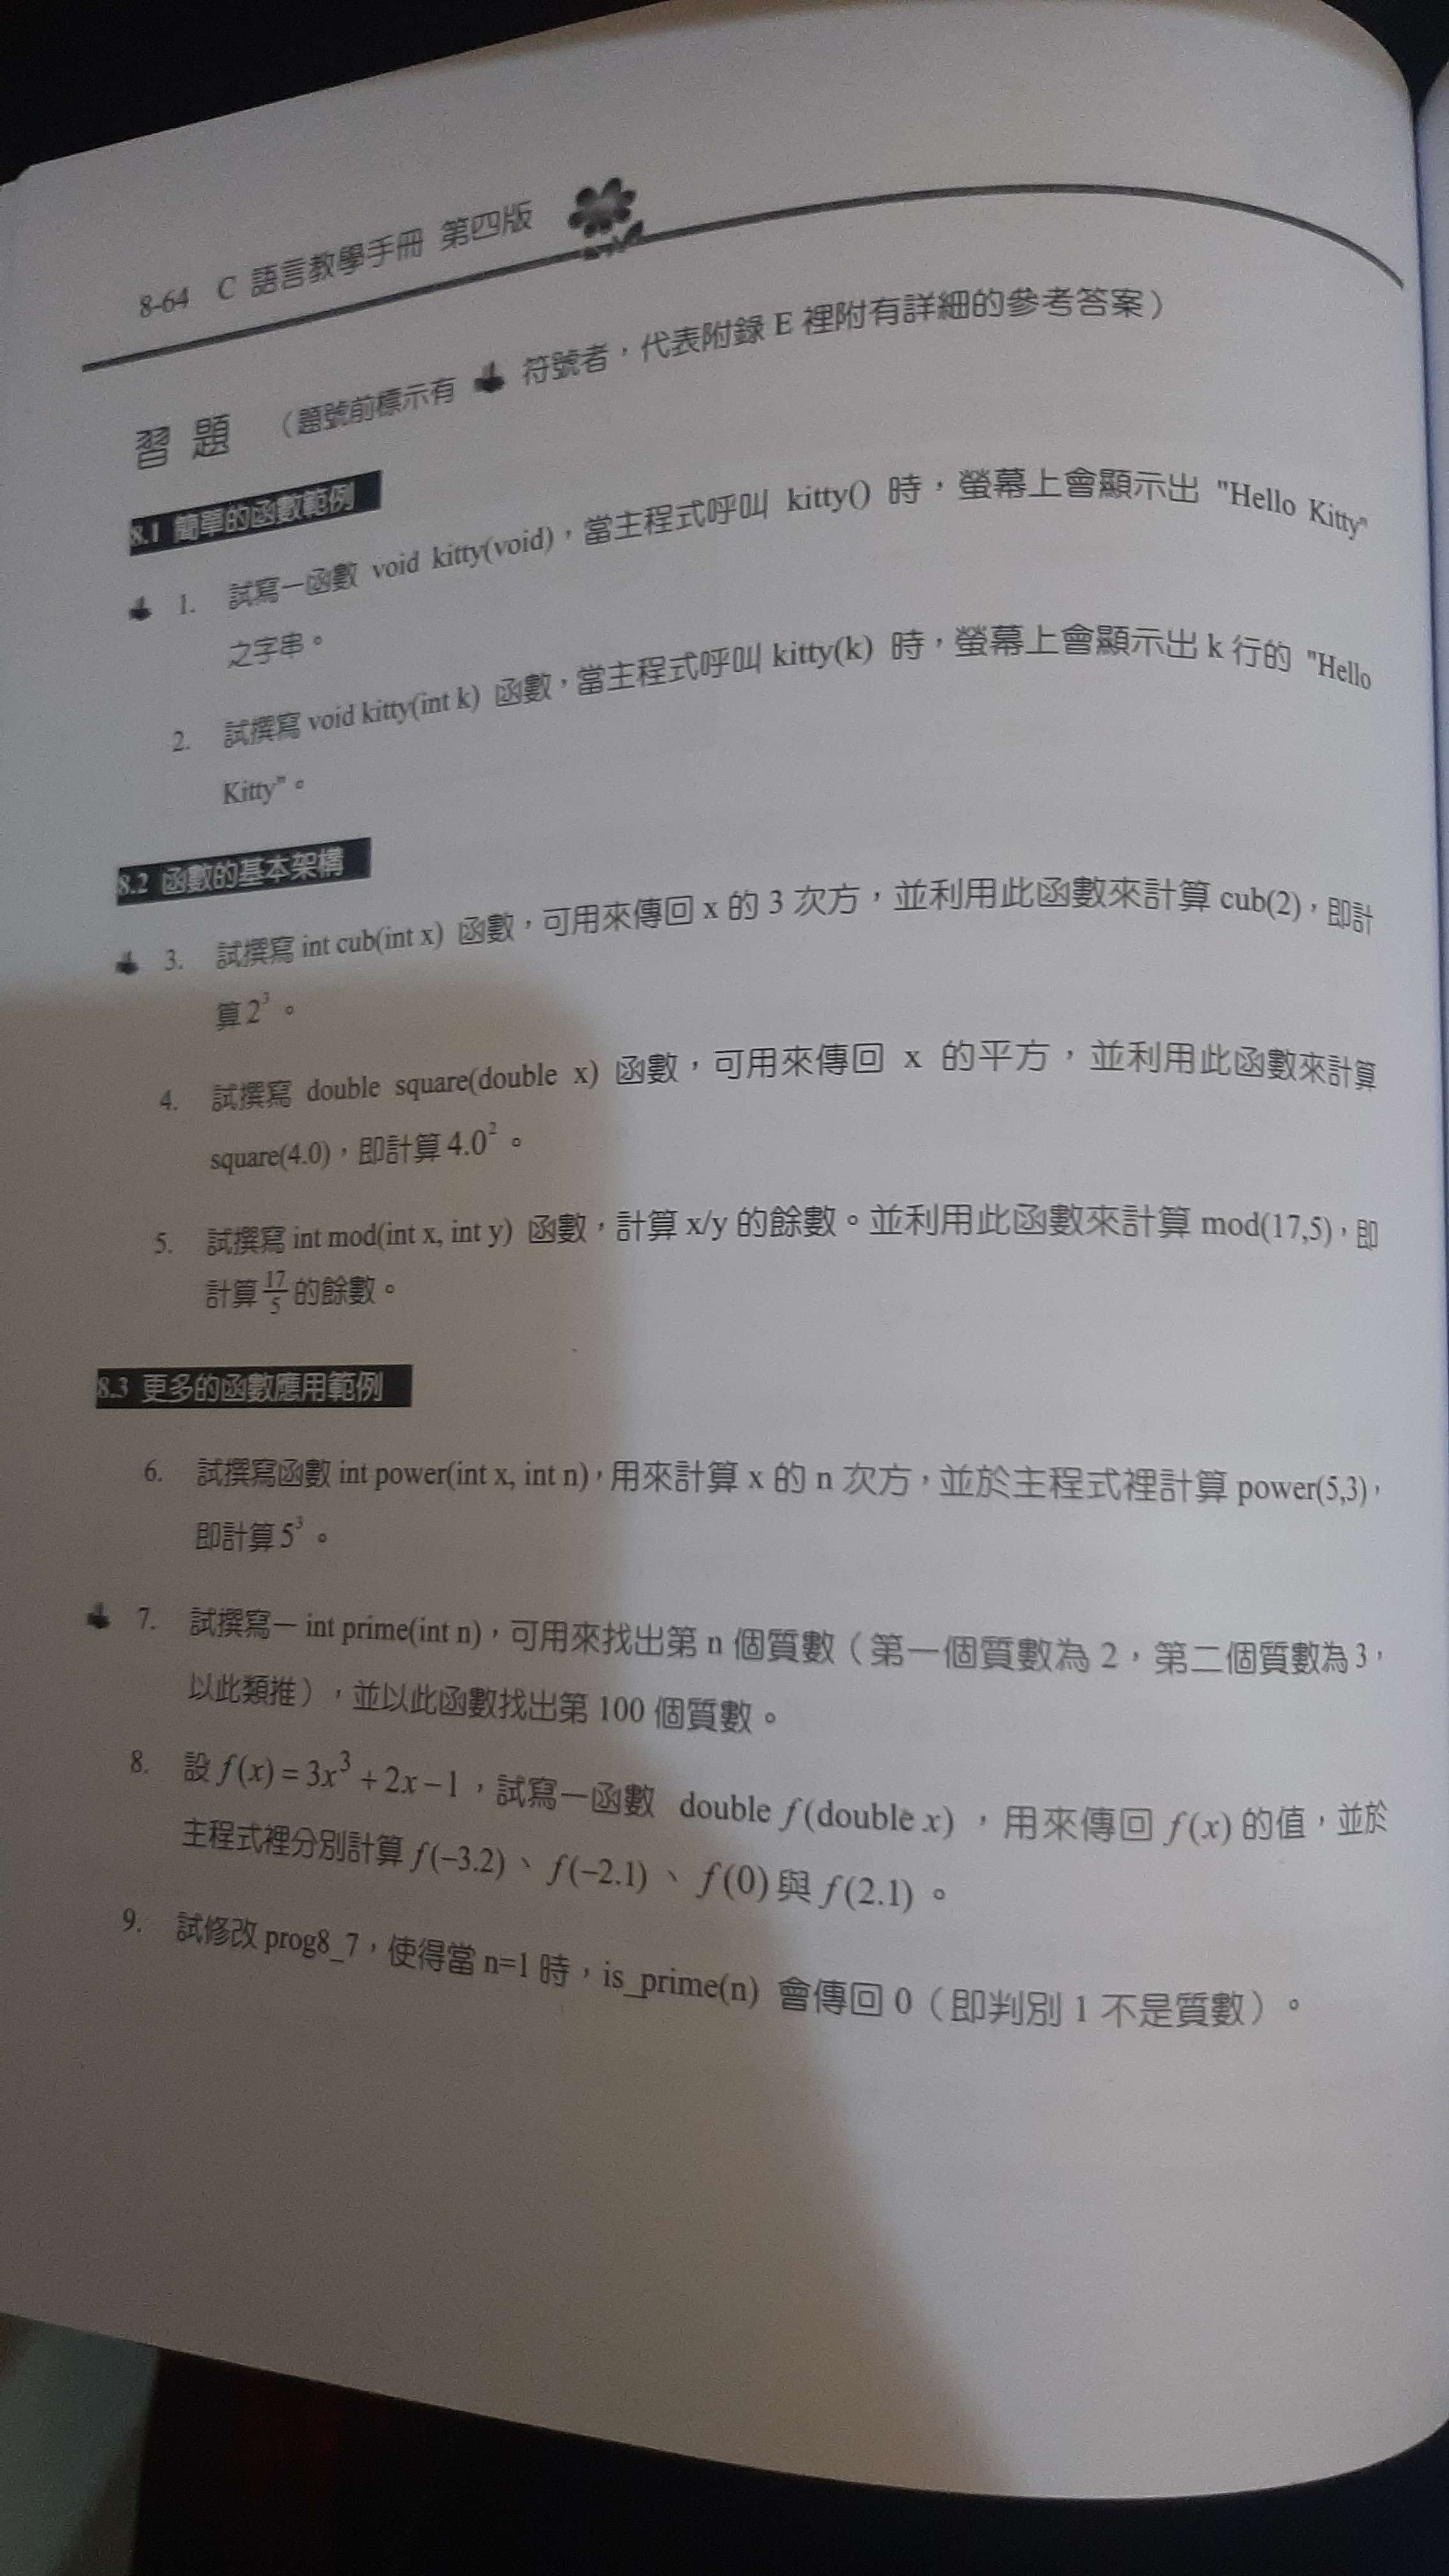 8-64 C 語言教學手冊 第四版
習 題 （題號前標示有 符號者，代表附錄 E 裡附有詳細的參考答案）
8.1 簡單的函數範例
1. 試寫一函數 void kitty(void)，當主程式呼叫 kitty() 時，螢幕上會顯示出 "Hello Kitty"
之字串。
2. 試撰寫 void kitty(int k) 函數，當主程式呼叫 kitty(k) 時，螢幕上會顯示出 k 行的 "Hello
Kitty"。
8.2 函數的基本架構
3. 試撰寫 int cub(int x) 函數，可用來傳回 x 的 3 次方，並利用此函數來計算 cub(2)，即計
算 2³。
4. 試撰寫 double square(double x) 函數，可用來傳回 x 的平方，並利用此函數來計算
square(4.0)，即計算 4.0²。
5. 試撰寫 int mod(int x, int y) 函數，計算 x/y 的餘數。並利用此函數來計算 mod(17,5)，即
計算 17/5 的餘數。
8.3 更多的函數應用範例
6. 試撰寫函數 int power(int x, int n)，用來計算 x 的 n 次方，並於主程式裡計算 power(5,3)，
即計算 5³。
7. 試撰寫一 int prime(int n)，可用來找出第 n 個質數（第一個質數為 2，第二個質數為 3，
以此類推），並以此函數找出第 100 個質數。
8. 設 f(x) = 3x³ + 2x − 1，試寫一函數 double f(double x)，用來傳回 f(x) 的值，並於
主程式裡分別計算 f(−3.2)、f(−2.1)、f(0) 與 f(2.1)。
9. 試修改 prog8_7，使得當 n=1 時，is_prime(n) 會傳回 0（即判別 1 不是質數）。